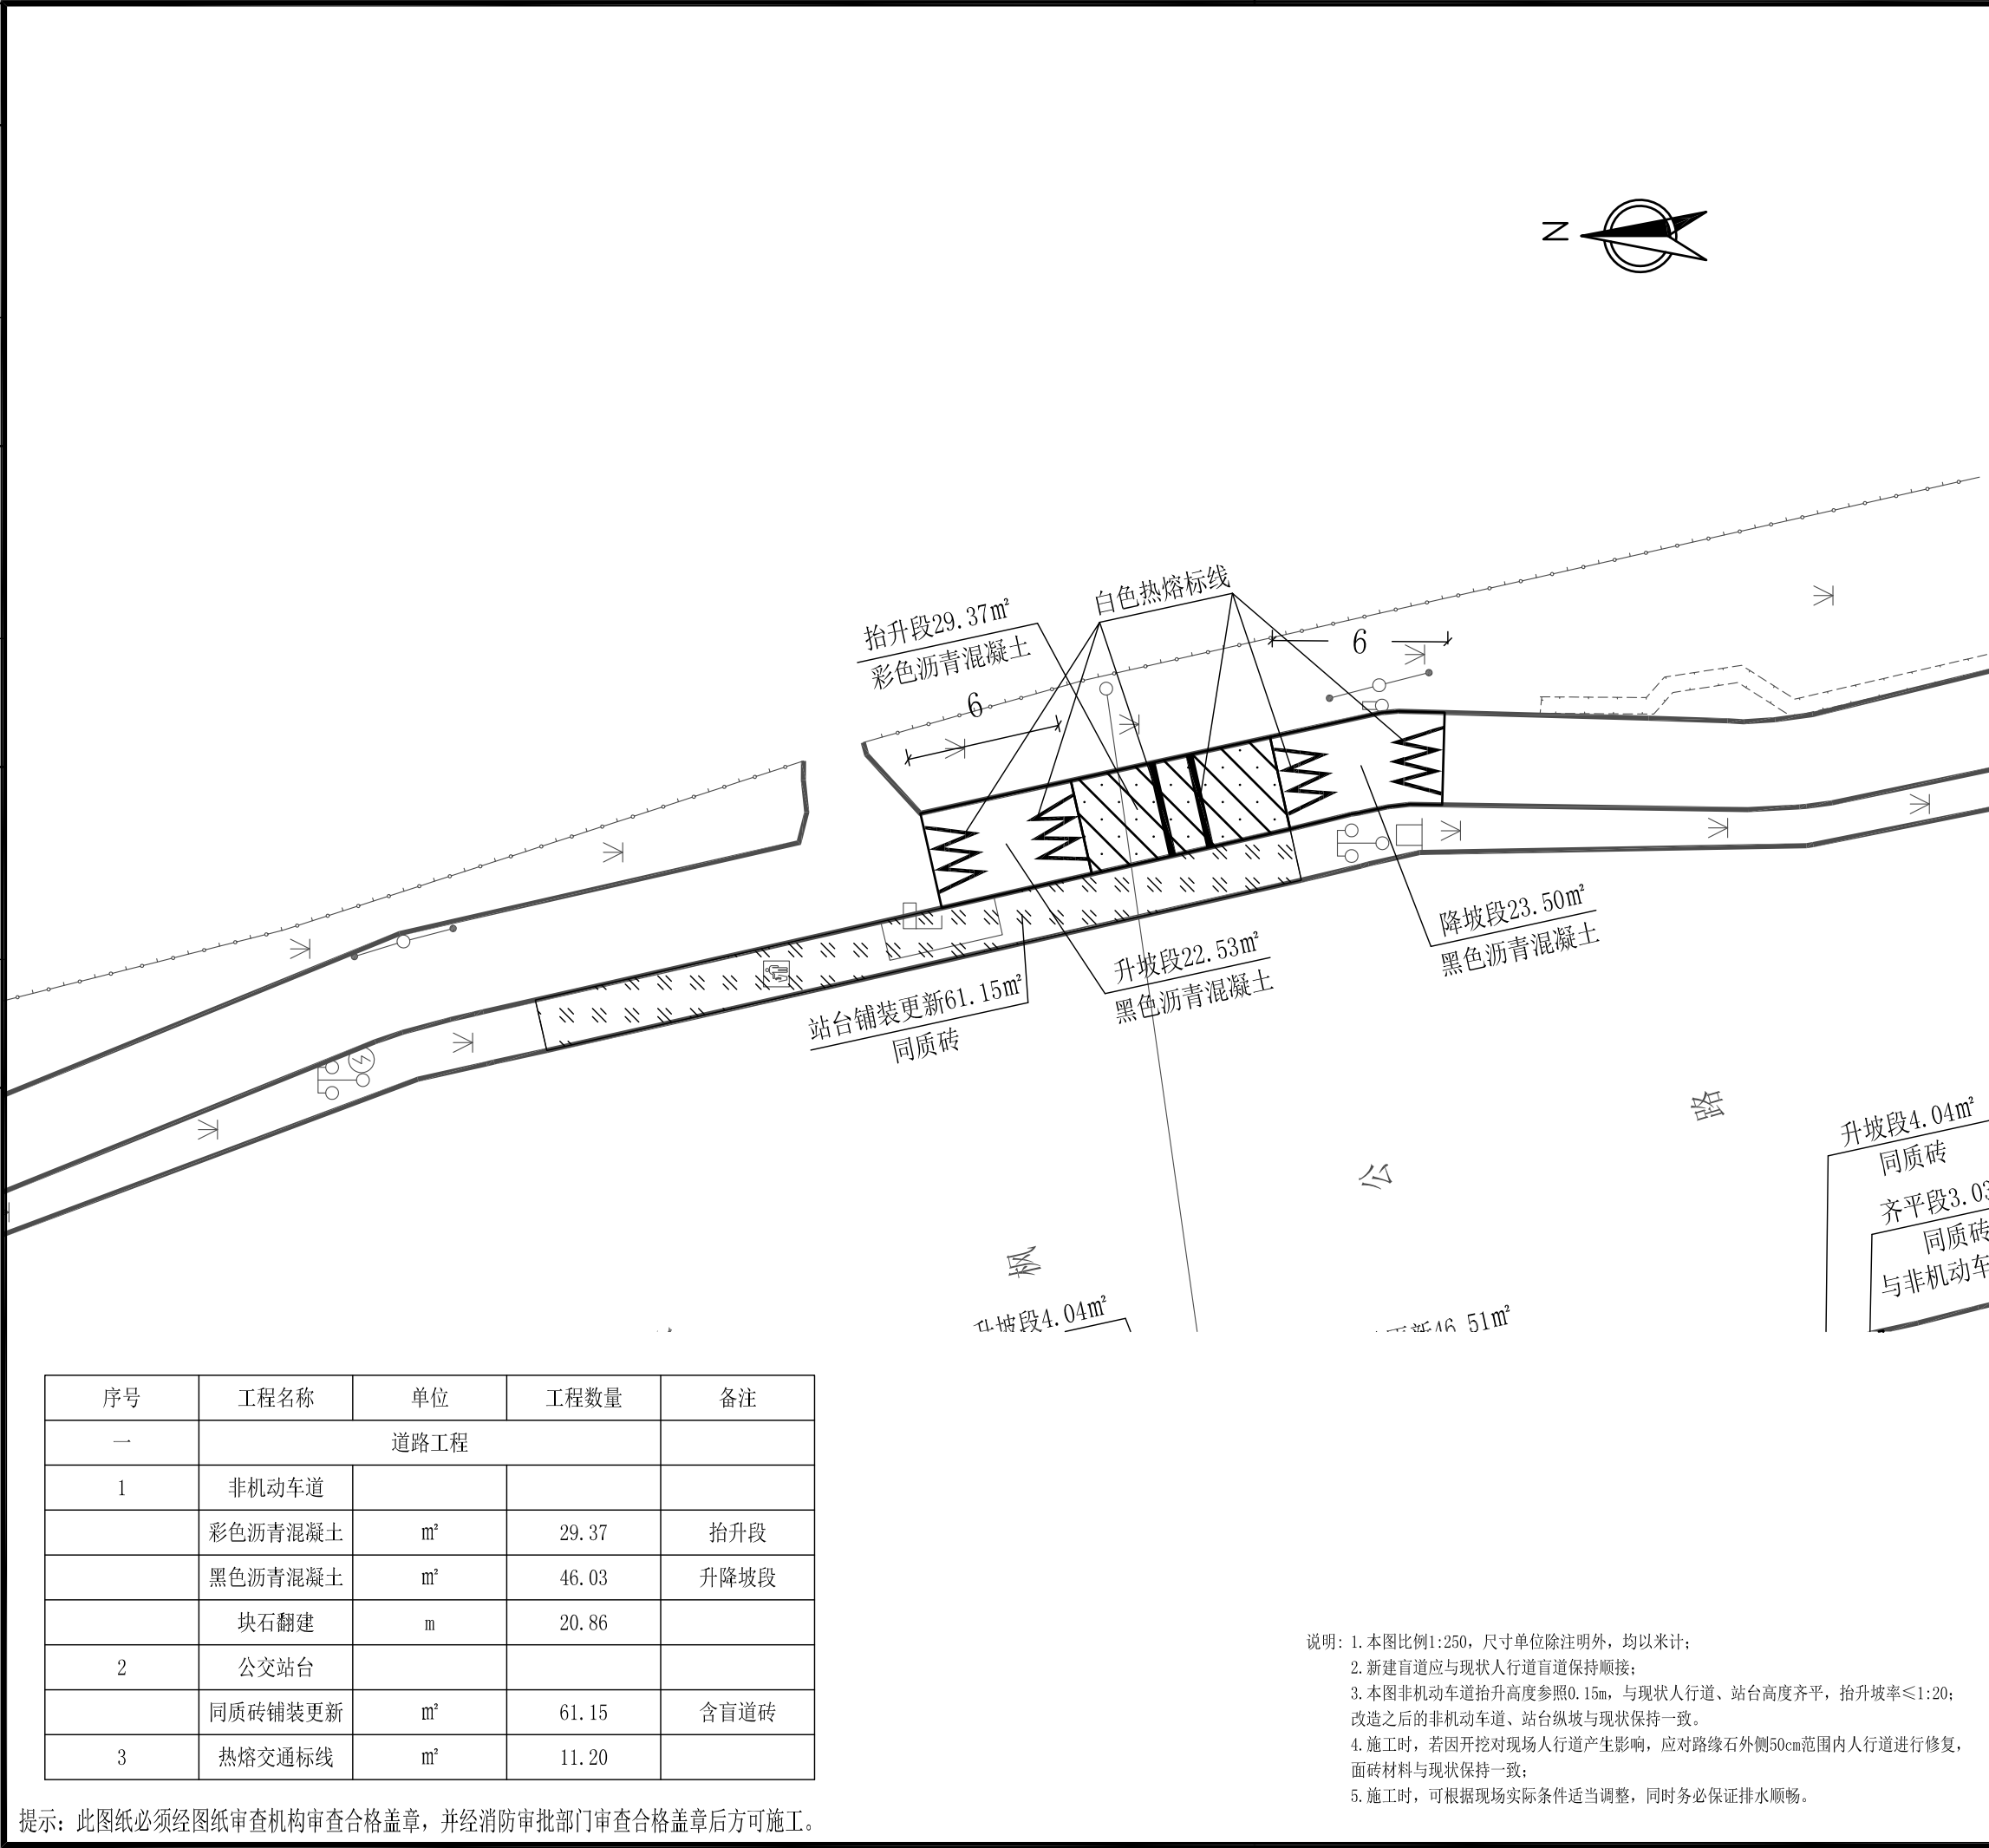 N
白色热熔标线
抬升段29.37㎡
彩色沥青混凝土
6
6
降坡段23.50㎡
黑色沥青混凝土
升坡段22.53㎡
黑色沥青混凝土
站台铺装更新61.15㎡
同质砖
路
公
枫
升坡段4.04㎡
同质砖
齐平段3.03
同质砖
与非机动车
升坡段4.04㎡
更新46.51㎡
序号 工程名称 单位 工程数量 备注
一 道路工程
1 非机动车道
彩色沥青混凝土 ㎡ 29.37 抬升段
黑色沥青混凝土 ㎡ 46.03 升降坡段
块石翻建 m 20.86
2 公交站台
同质砖铺装更新 ㎡ 61.15 含盲道砖
3 热熔交通标线 ㎡ 11.20
说明: 1.本图比例1:250，尺寸单位除注明外，均以米计；
2.新建盲道应与现状人行道盲道保持顺接；
3.本图非机动车道抬升高度参照0.15m，与现状人行道、站台高度齐平，抬升坡率≤1:20；
改造之后的非机动车道、站台纵坡与现状保持一致。
4.施工时，若因开挖对现场人行道产生影响，应对路缘石外侧50cm范围内人行道进行修复，
面砖材料与现状保持一致；
5.施工时，可根据现场实际条件适当调整，同时务必保证排水顺畅。
提示：此图纸必须经图纸审查机构审查合格盖章，并经消防审批部门审查合格盖章后方可施工。